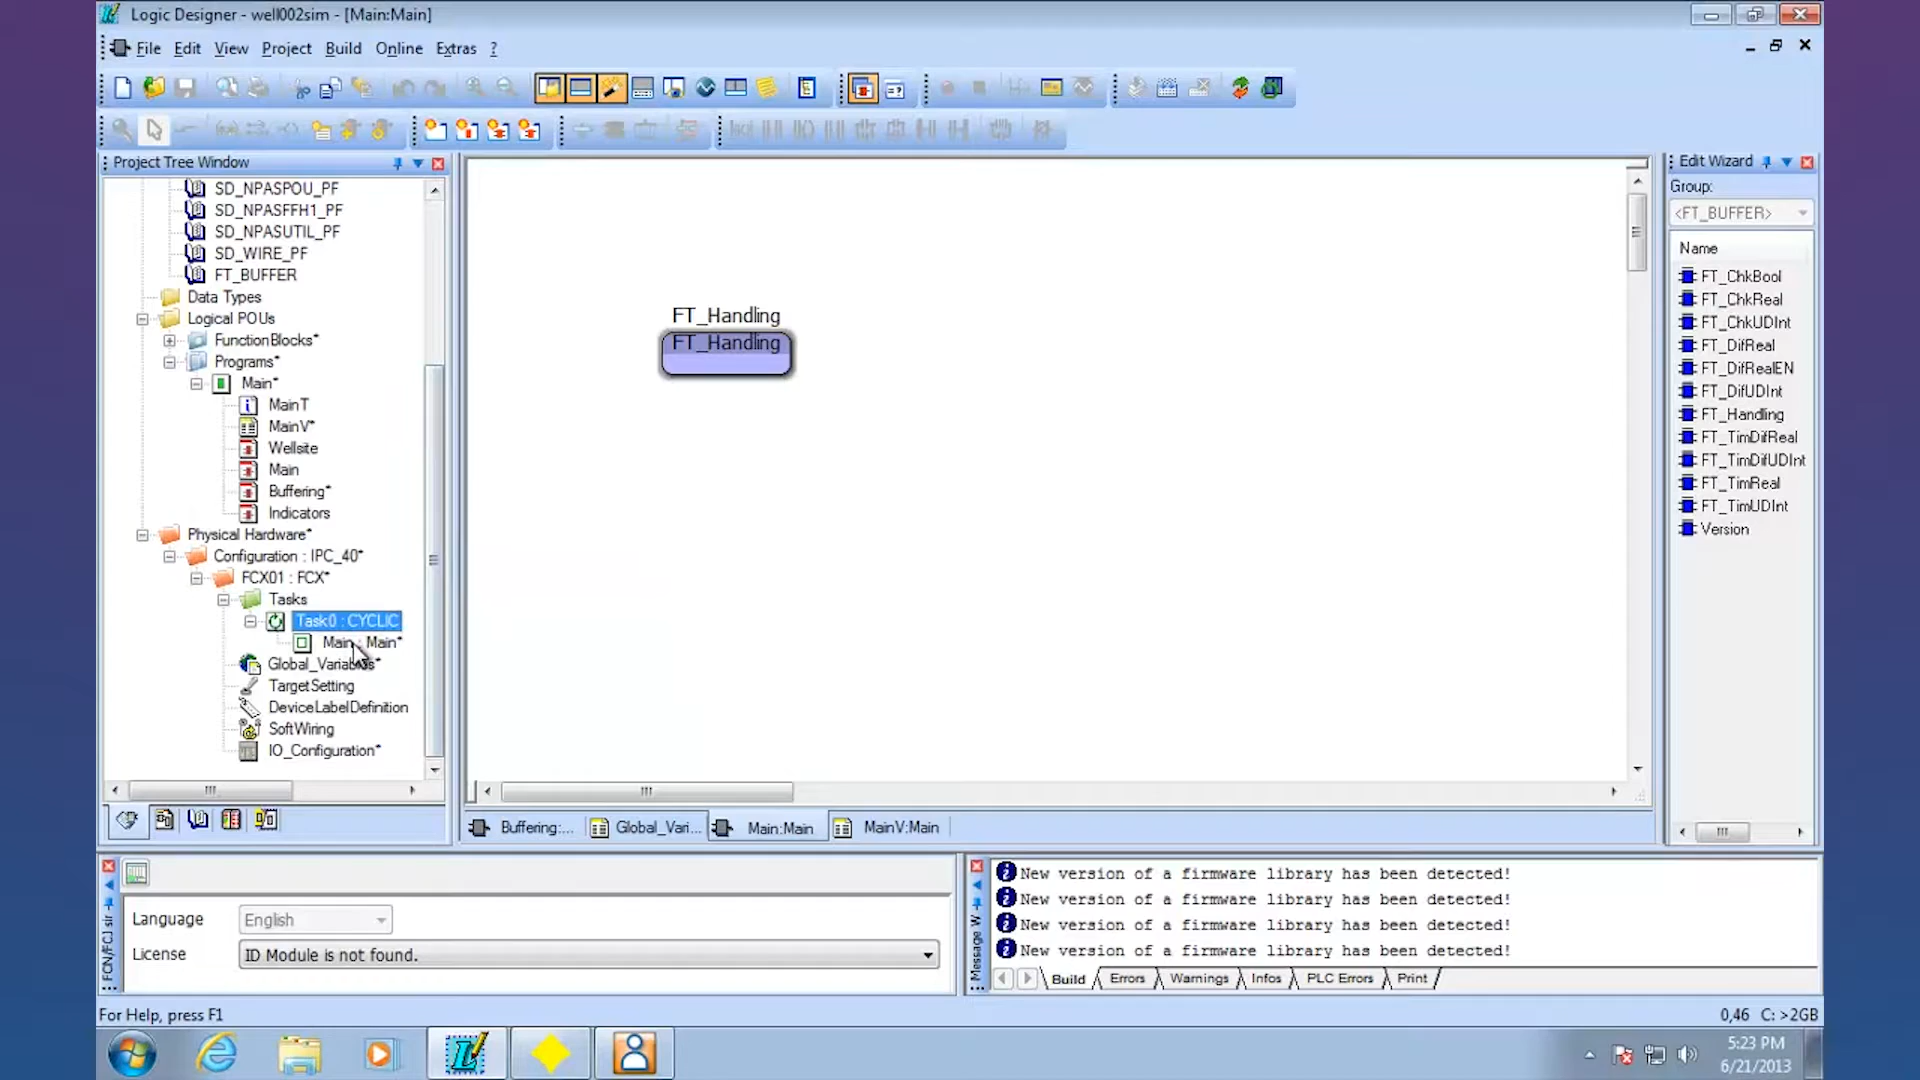 Logic Designer - well002sim - [Main:Main]
File Edit View Project Build Online Extras ?
Project Tree Window
SD_NPASPOU_PF
SD_NPASFFH1_PF
SD_NPASUTIL_PF
SD_WIRE_PF
FT_BUFFER
Data Types
Logical POUs
FunctionBlocks*
Programs*
Main*
MainT
MainV*
Wellsite
Main
Buffering*
Indicators
Physical Hardware*
Configuration : IPC_40*
FCX01 : FCX*
Tasks
Task0 : CYCLIC
Main : Main*
Global_Variables*
TargetSetting
DeviceLabelDefinition
SoftWiring
IO_Configuration*
FT_Handling
FT_Handling
Edit Wizard
Group:
<FT_BUFFER>
Name
FT_ChkBool
FT_ChkReal
FT_ChkUDInt
FT_DifReal
FT_DifRealEN
FT_DifUDInt
FT_Handling
FT_TimDifReal
FT_TimDifUDInt
FT_TimReal
FT_TimUDInt
Version
Buffering:... Global_Vari... Main:Main MainV:Main
FCN/FCJ sir
Language English
License ID Module is not found.
Message W
New version of a firmware library has been detected!
New version of a firmware library has been detected!
New version of a firmware library has been detected!
New version of a firmware library has been detected!
Build Errors Warnings Infos PLC Errors Print
For Help, press F1
0,46 C: >2GB
5:23 PM
6/21/2013